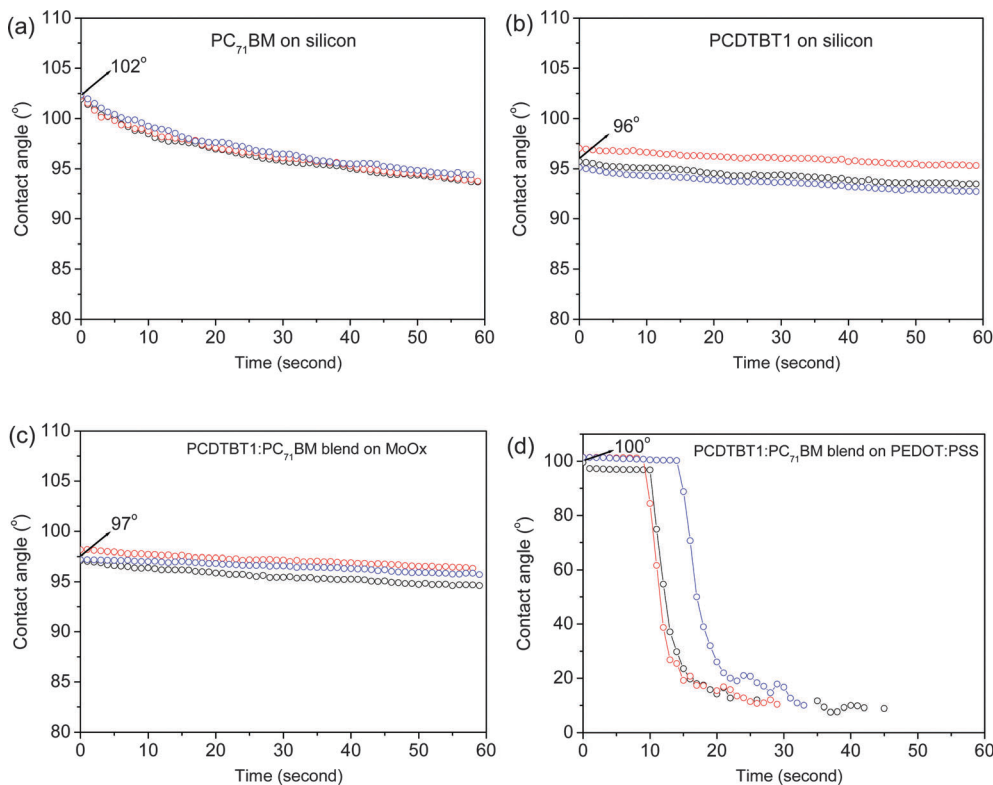 (a)
PC₇₁BM on silicon
102°
110
105
100
95
90
85
80
0 10 20 30 40 50 60
Contact angle (°)
Time (second)
(b)
PCDTBT1 on silicon
96°
110
105
100
95
90
85
80
0 10 20 30 40 50 60
Contact angle (°)
Time (second)
(c)
PCDTBT1:PC₇₁BM blend on MoOx
97°
110
105
100
95
90
85
80
0 10 20 30 40 50 60
Contact angle (°)
Time (second)
(d)
PCDTBT1:PC₇₁BM blend on PEDOT:PSS
100°
100
80
60
40
20
0
0 10 20 30 40 50 60
Contact angle (°)
Time (second)